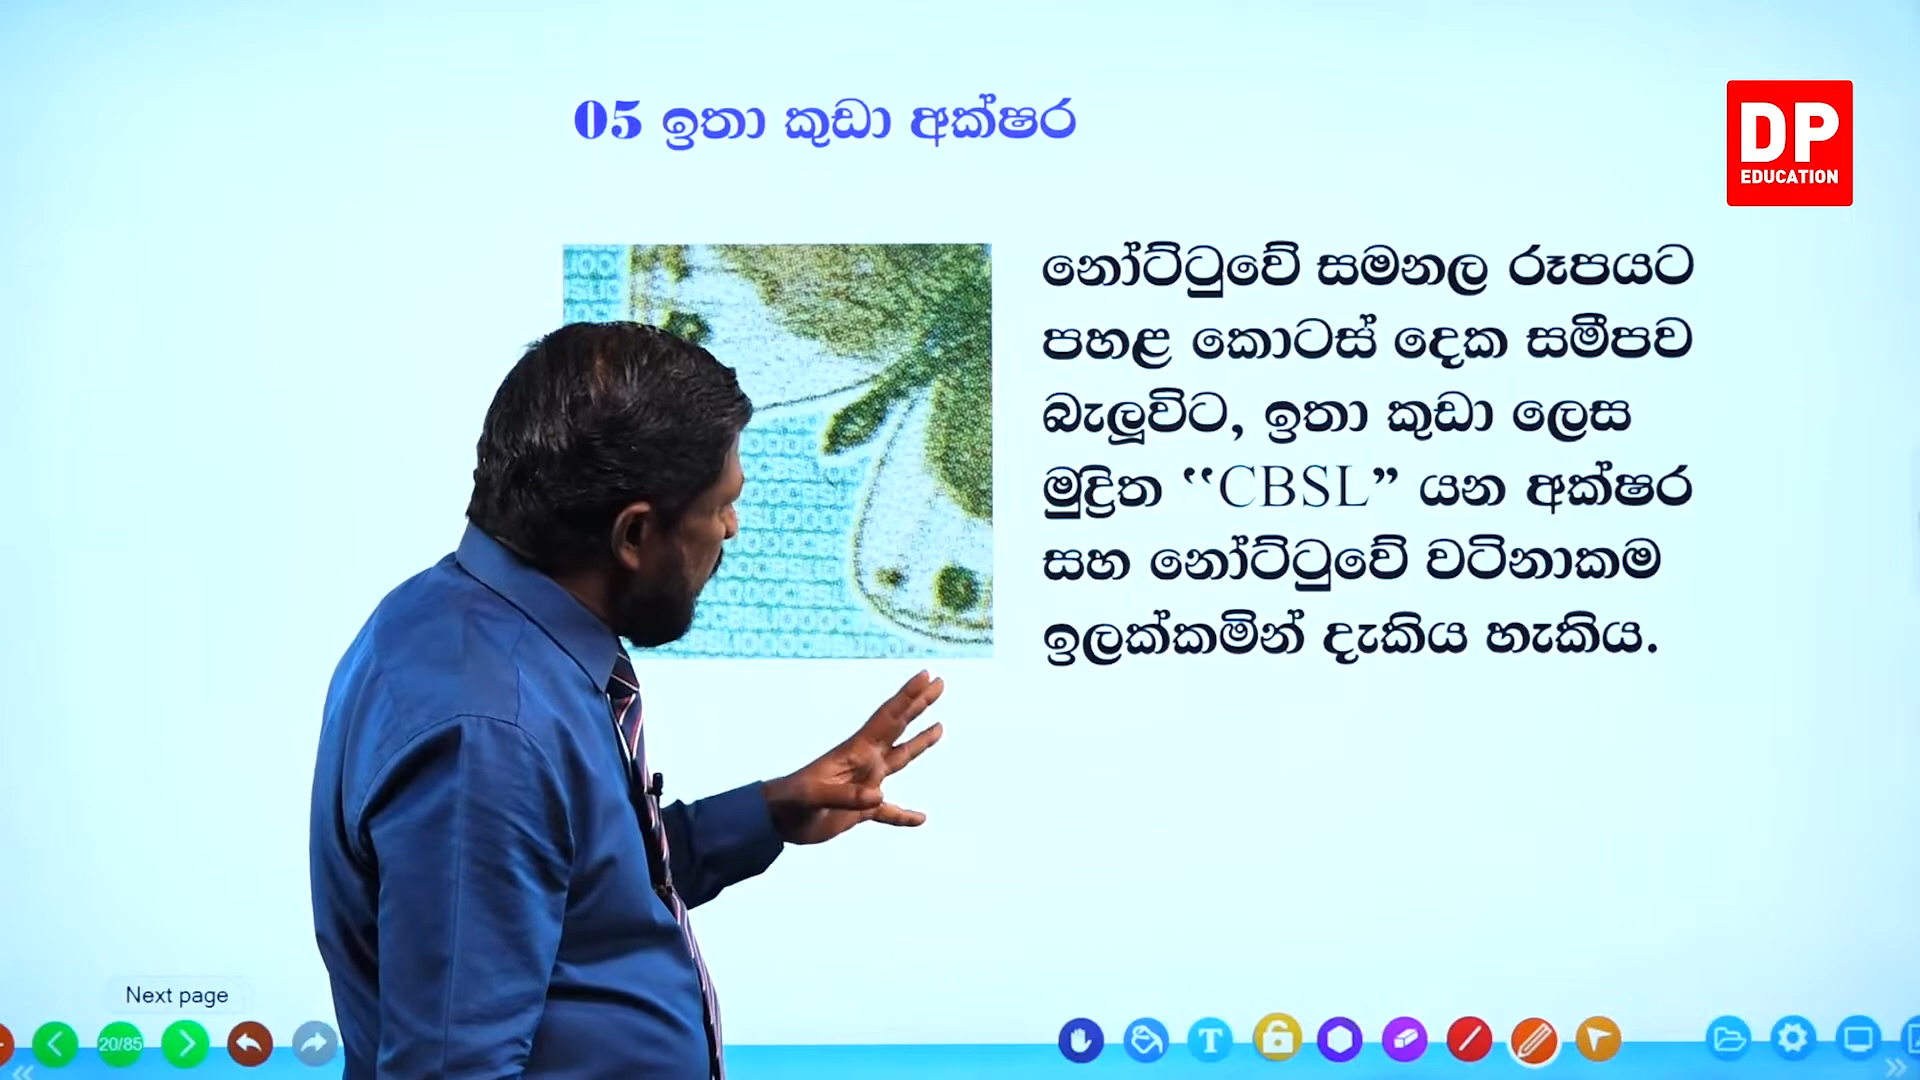 05 ඉතා කුඩා අක්ෂර
DP
EDUCATION
නෝට්ටුවේ සමනල රූපයට
පහළ කොටස් දෙක සමීපව
බැලූවිට, ඉතා කුඩා ලෙස
මුද්‍රිත “CBSL” යන අක්ෂර
සහ නෝට්ටුවේ වටිනාකම
ඉලක්කමින් දැකිය හැකිය.
Next page
20/85
T